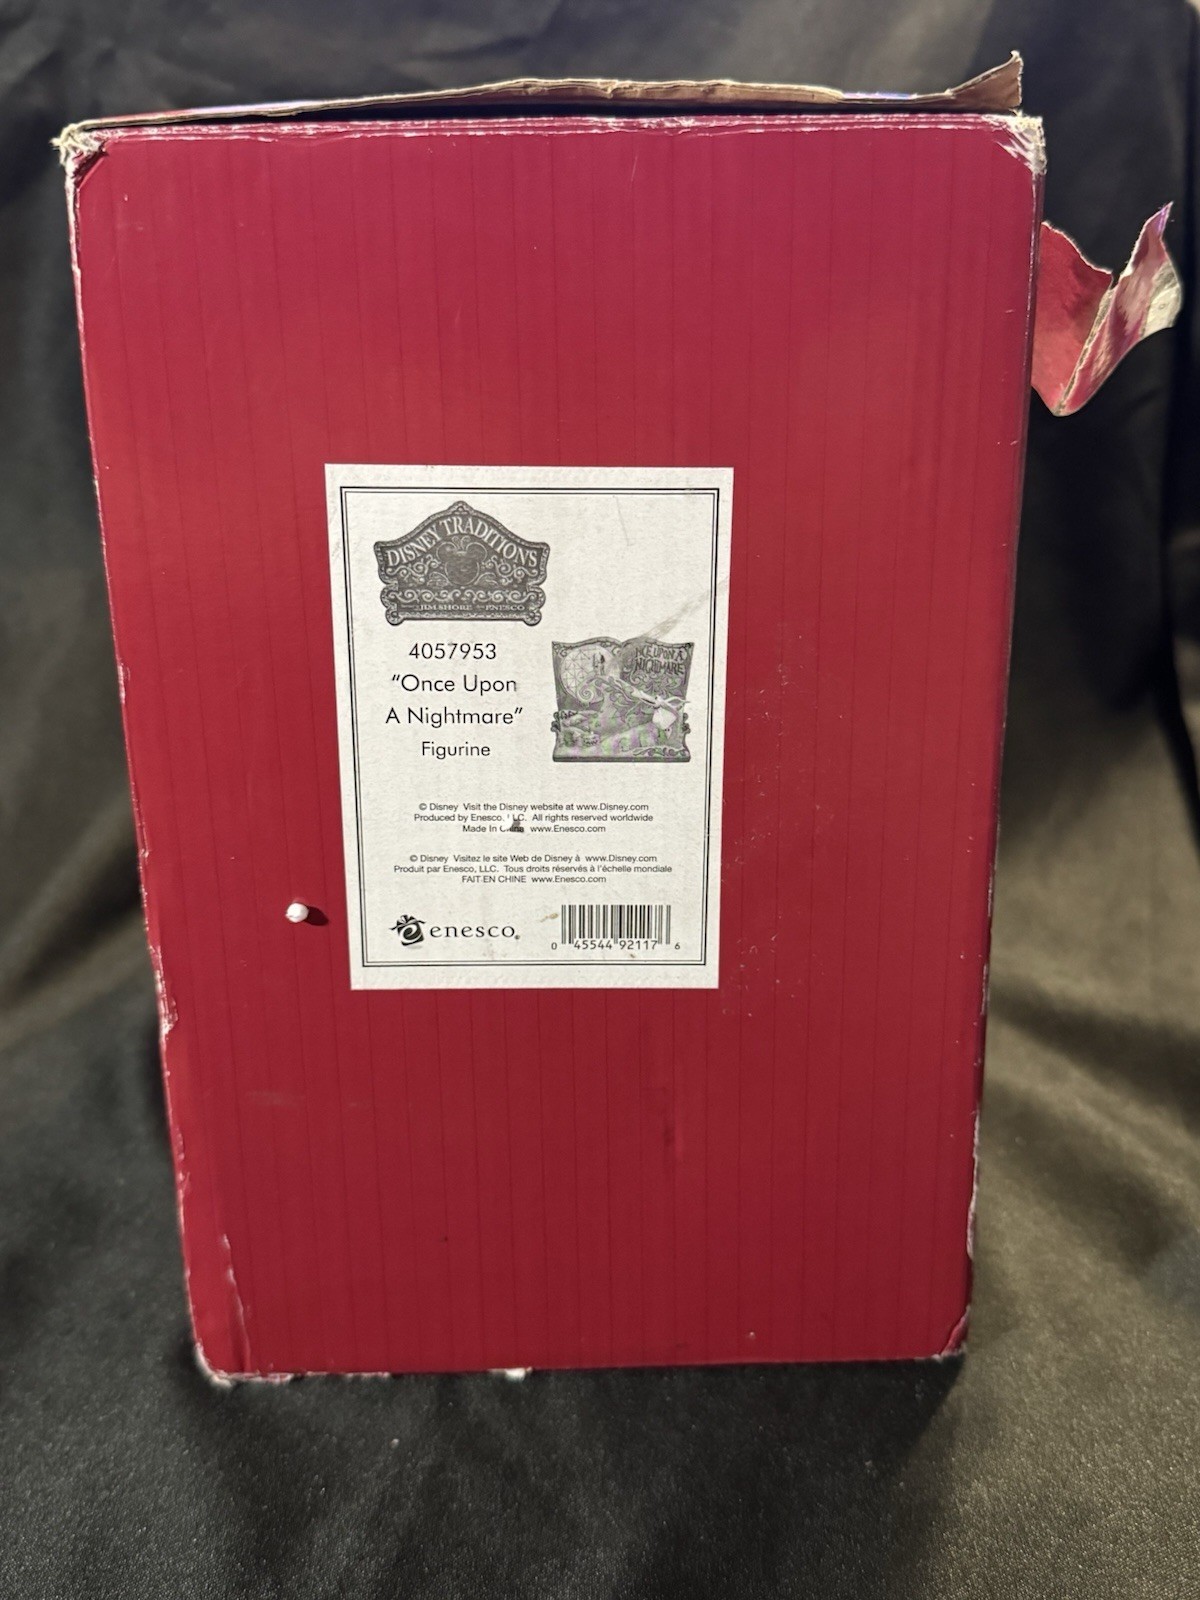 DISNEY TRADITIONS
JIM SHORE ENESCO
4057953
“Once Upon
A Nightmare”
Figurine
ONCE UPON A
NIGHTMARE
© Disney Visit the Disney website at www.Disney.com
Produced by Enesco, LLC. All rights reserved worldwide
Made In China www.Enesco.com
© Disney Visitez le site Web de Disney à www.Disney.com
Produit par Enesco, LLC. Tous droits réservés à l'échelle mondiale
FAIT EN CHINE www.Enesco.com
enesco®
0 45544 92117 6